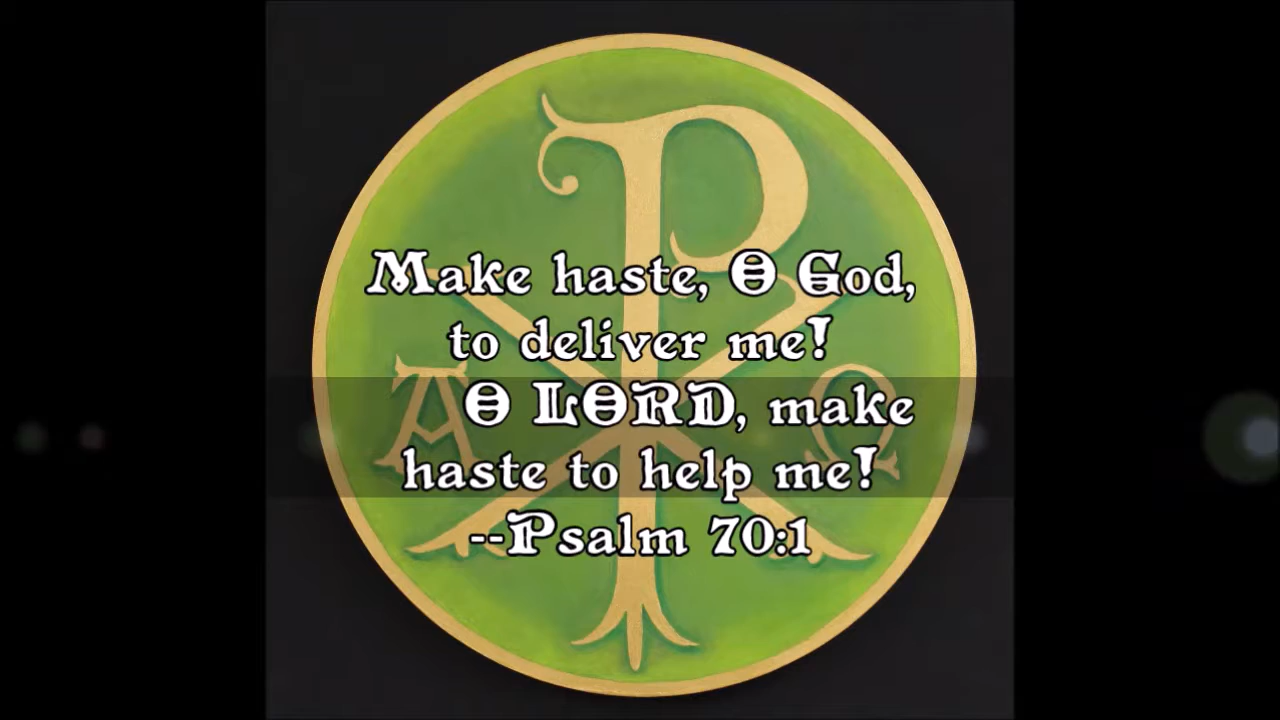 Make haste, O God,
to deliver me!
O LORD, make
haste to help me!
--Psalm 70:1
Α Ω